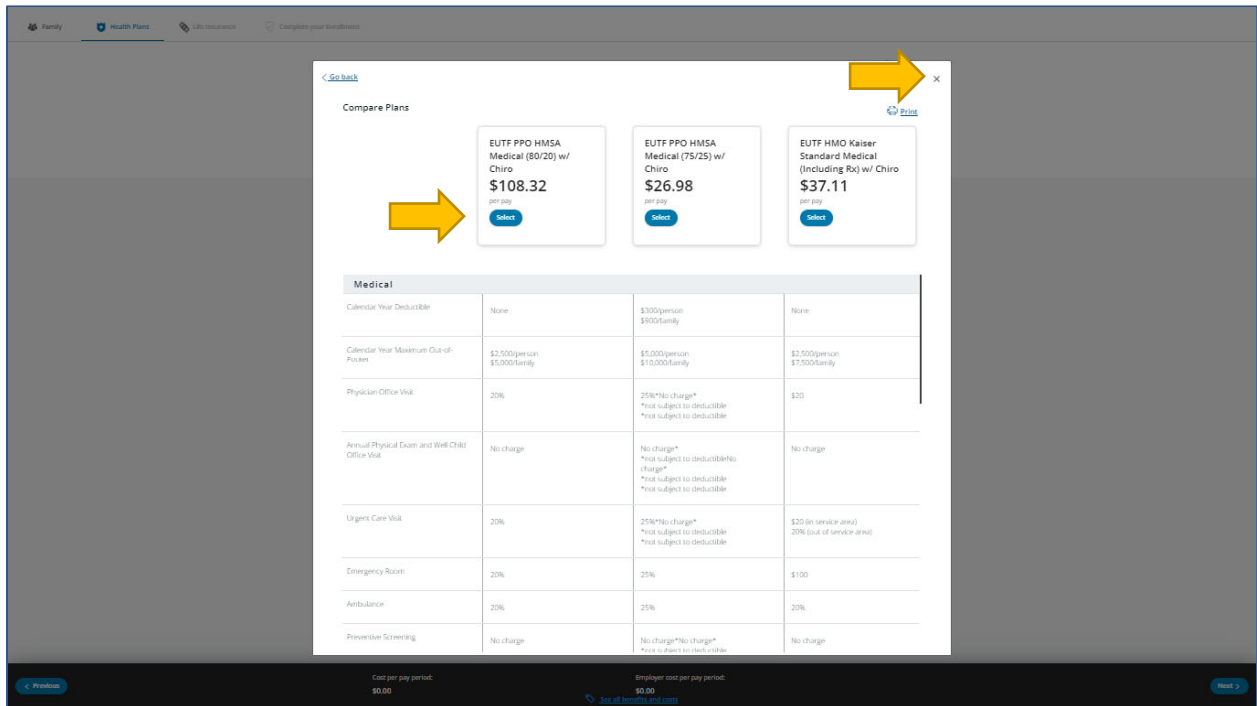 Family
Health Plans
Life Insurance
Complete your Enrollment
Go back
×
Compare Plans
Print
EUTF PPO HMSA
Medical (80/20) w/
Chiro
$108.32
per pay
Select
EUTF PPO HMSA
Medical (75/25) w/
Chiro
$26.98
per pay
Select
EUTF HMO Kaiser
Standard Medical
(Including Rx) w/ Chiro
$37.11
per pay
Select
Medical
Calendar Year Deductible
None
$300/person
$900/family
None
Calendar Year Maximum Out-of-
Pocket
$2,500/person
$5,000/family
$5,000/person
$10,000/family
$2,500/person
$7,500/family
Physician Office Visit
20%
25%*No charge*
*not subject to deductible
*not subject to deductible
$20
Annual Physical Exam and Well Child
Office Visit
No charge
No charge*
*not subject to deductibleNo
charge*
*not subject to deductible
*not subject to deductible
No charge
Urgent Care Visit
20%
25%*No charge*
*not subject to deductible
*not subject to deductible
$20 (in service area)
20% (out of service area)
Emergency Room
20%
25%
$100
Ambulance
20%
25%
20%
Preventive Screening
No charge
No charge*No charge*
*not subject to deductible
No charge
Previous
Cost per pay period:
$0.00
Employer cost per pay period:
$0.00
See all benefits and costs
Next